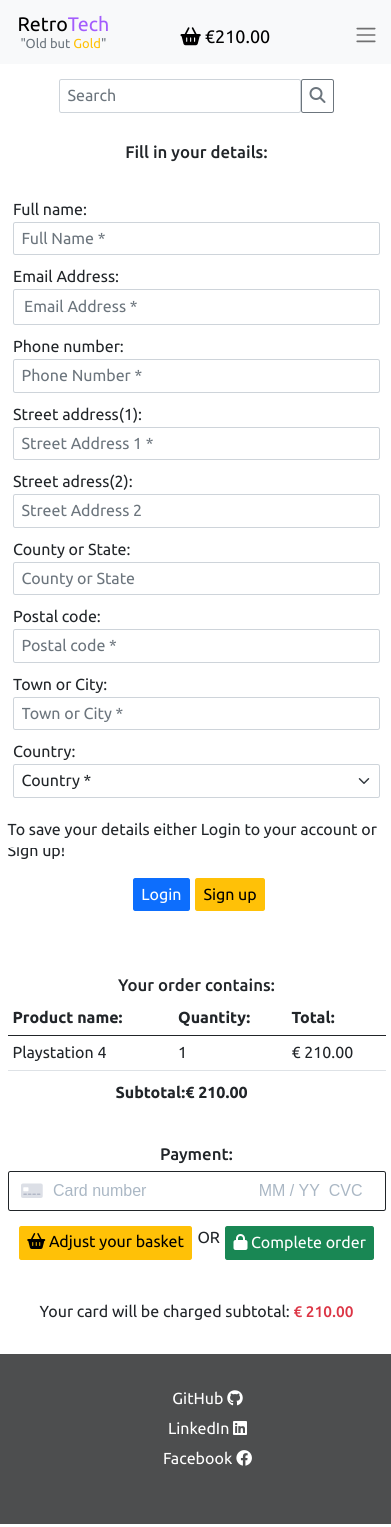 RetroTech
"Old but Gold"
€210.00
Search
Fill in your details:
Full name:
Full Name *
Email Address:
Email Address *
Phone number:
Phone Number *
Street address(1):
Street Address 1 *
Street adress(2):
Street Address 2
County or State:
County or State
Postal code:
Postal code *
Town or City:
Town or City *
Country:
Country *
To save your details either Login to your account or
Sign up!
Login Sign up
Your order contains:
Product name: Quantity: Total:
Playstation 4 1 € 210.00
Subtotal:€ 210.00
Payment:
Card number MM / YY CVC
Adjust your basket OR Complete order
Your card will be charged subtotal: € 210.00
GitHub
LinkedIn
Facebook